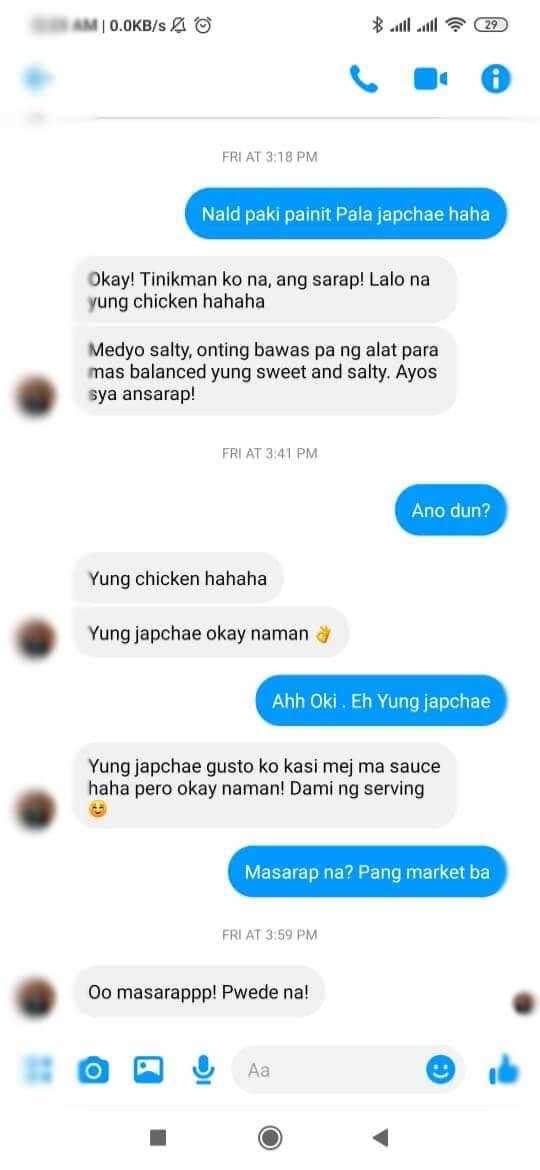 AM | 0.0KB/s
29
FRI AT 3:18 PM
Nald paki painit Pala japchae haha
Okay! Tinikman ko na, ang sarap! Lalo na
yung chicken hahaha
Medyo salty, onting bawas pa ng alat para
mas balanced yung sweet and salty. Ayos
sya ansarap!
FRI AT 3:41 PM
Ano dun?
Yung chicken hahaha
Yung japchae okay naman 👌
Ahh Oki . Eh Yung japchae
Yung japchae gusto ko kasi mej ma sauce
haha pero okay naman! Dami ng serving
😊
Masarap na? Pang market ba
FRI AT 3:59 PM
Oo masarappp! Pwede na!
Aa